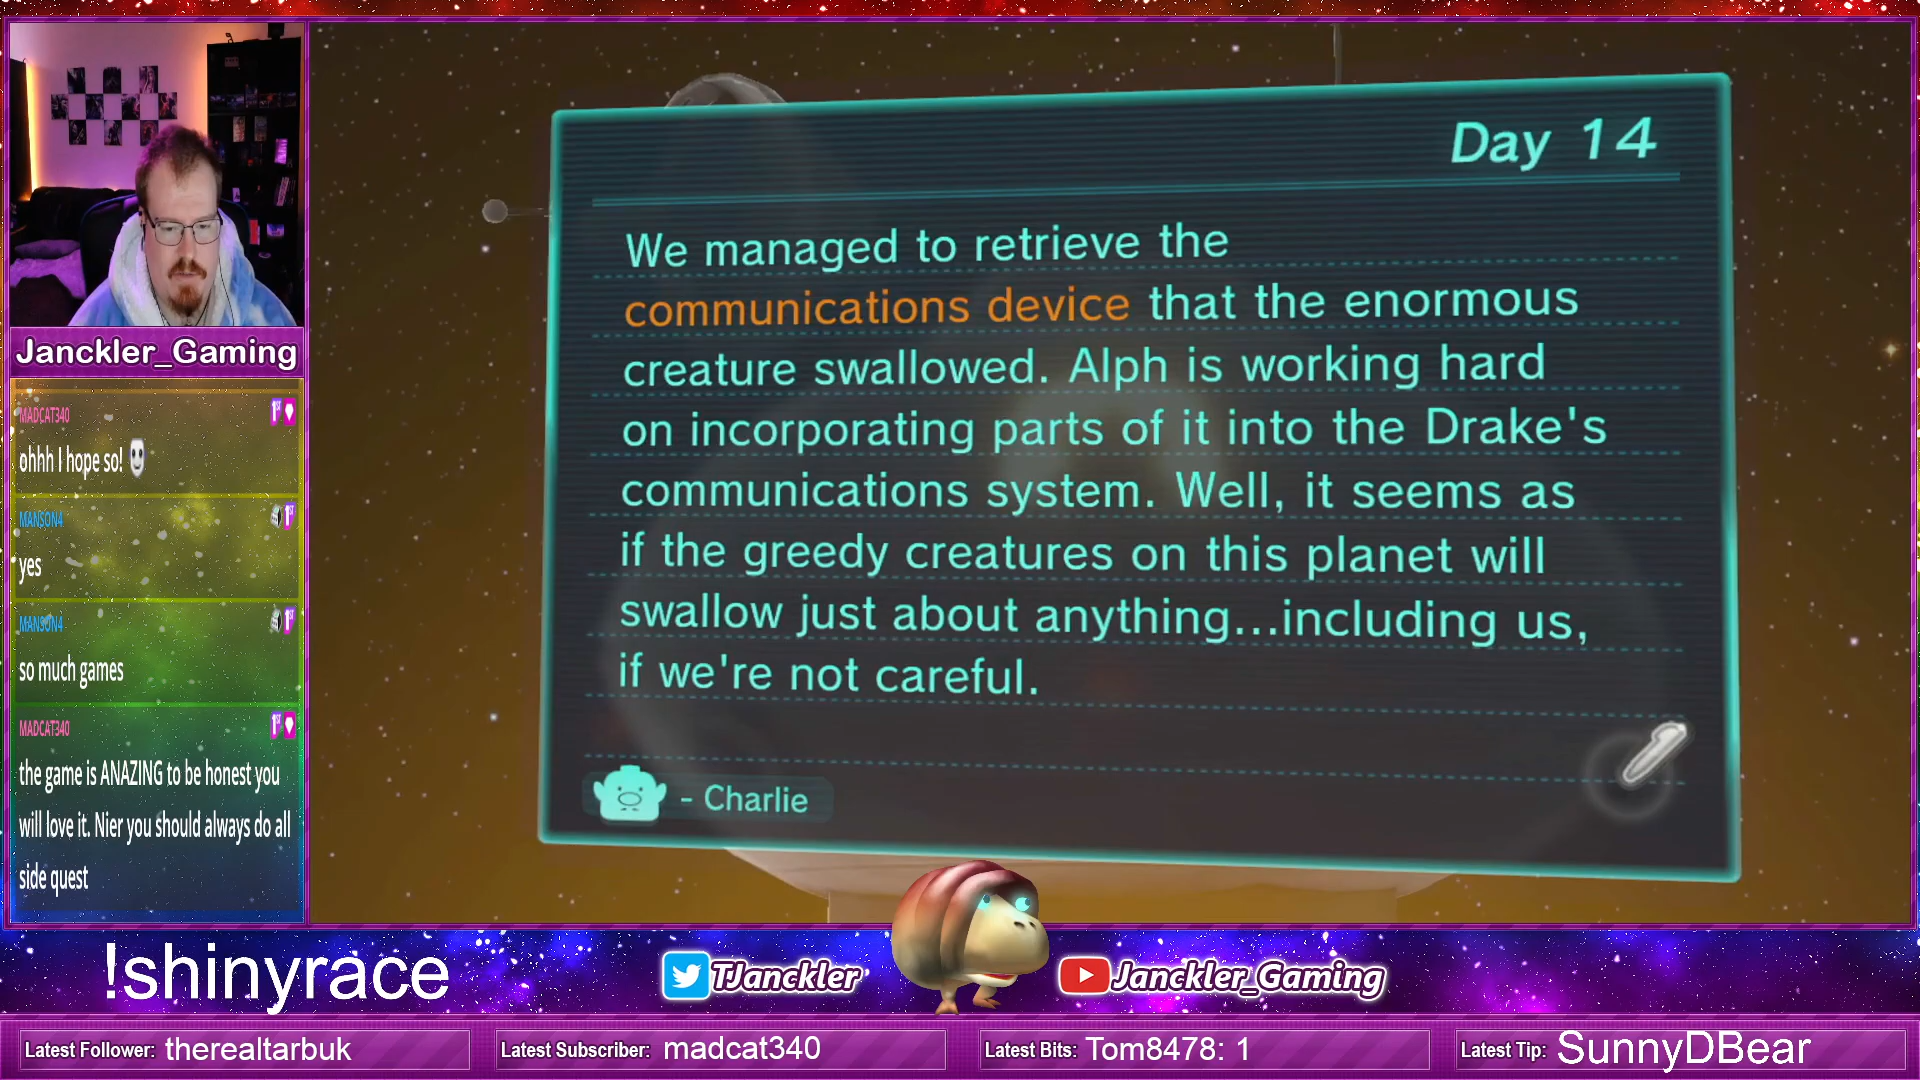 Day 14
We managed to retrieve the
communications device that the enormous
creature swallowed. Alph is working hard
on incorporating parts of it into the Drake's
communications system. Well, it seems as
if the greedy creatures on this planet will
swallow just about anything...including us,
if we're not careful.
- Charlie
Janckler_Gaming
MADCAT340
ohhh I hope so!
MANSON4
yes
MANSON4
so much games
MADCAT340
the game is ANAZING to be honest you
will love it. Nier you should always do all
side quest
!shinyrace
TJanckler
Janckler_Gaming
Latest Follower: therealtarbuk
Latest Subscriber: madcat340
Latest Bits: Tom8478: 1
Latest Tip: SunnyDBear